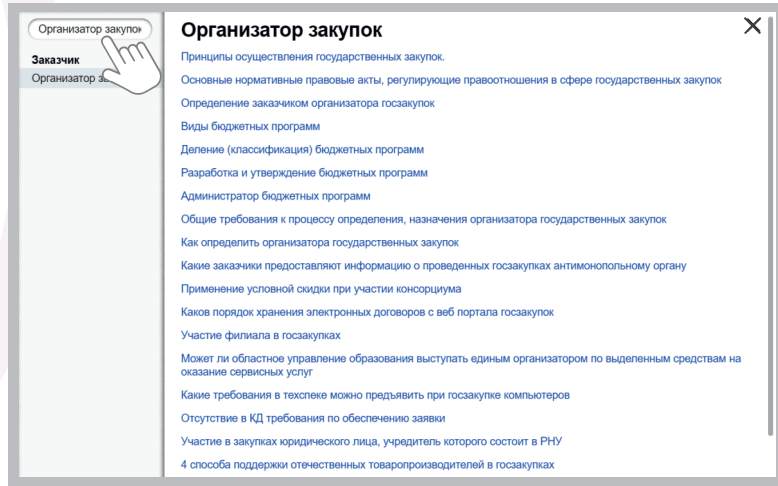 Организатор закупок
Заказчик
Организатор
Организатор закупок
Принципы осуществления государственных закупок.
Основные нормативные правовые акты, регулирующие правоотношения в сфере государственных закупок
Определение заказчиком организатора госзакупок
Виды бюджетных программ
Деление (классификация) бюджетных программ
Разработка и утверждение бюджетных программ
Администратор бюджетных программ
Общие требования к процессу определения, назначения организатора государственных закупок
Как определить организатора государственных закупок
Какие заказчики предоставляют информацию о проведенных госзакупках антимонопольному органу
Применение условной скидки при участии консорциума
Каков порядок хранения электронных договоров с веб портала госзакупок
Участие филиала в госзакупках
Может ли областное управление образования выступать единым организатором по выделенным средствам на
оказание сервисных услуг
Какие требования в техспеке можно предъявить при госзакупке компьютеров
Отсутствие в КД требования по обеспечению заявки
Участие в закупках юридического лица, учредитель которого состоит в РНУ
4 способа поддержки отечественных товаропроизводителей в госзакупках